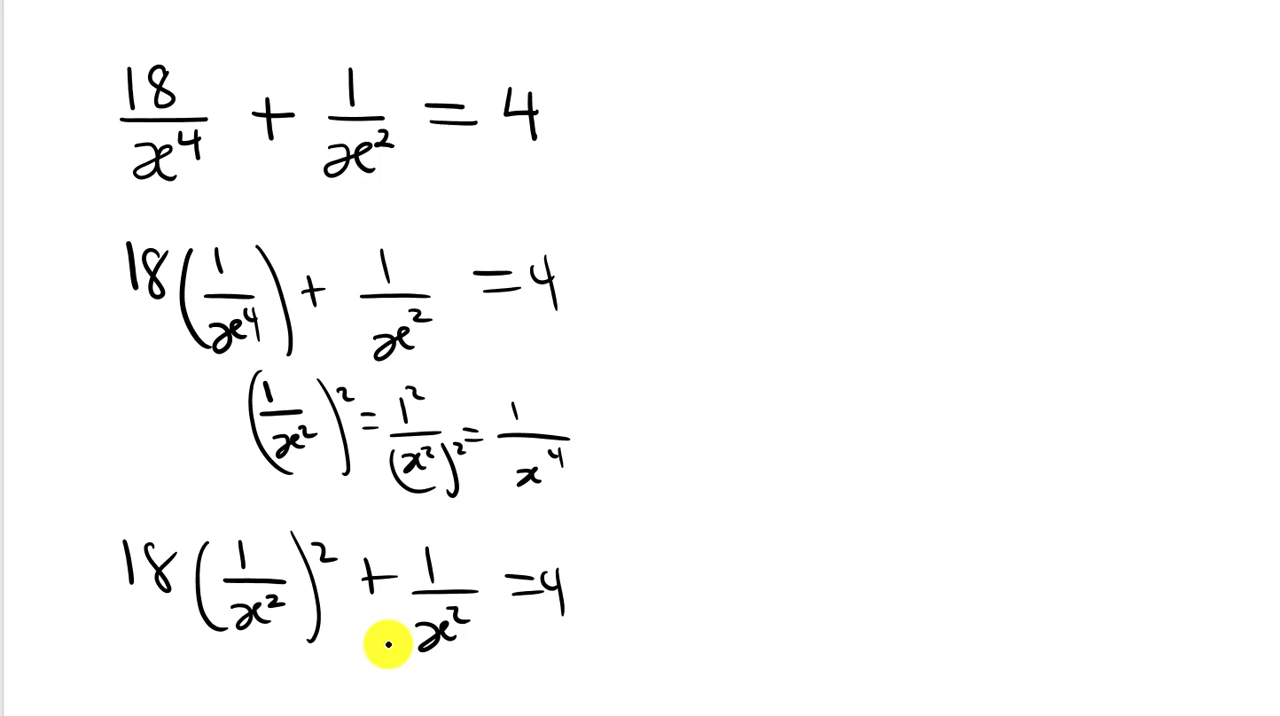 18/x⁴ + 1/x² = 4
18(1/x⁴) + 1/x² = 4
(1/x²)² = 1²/(x²)² = 1/x⁴
18(1/x²)² + 1/x² = 4